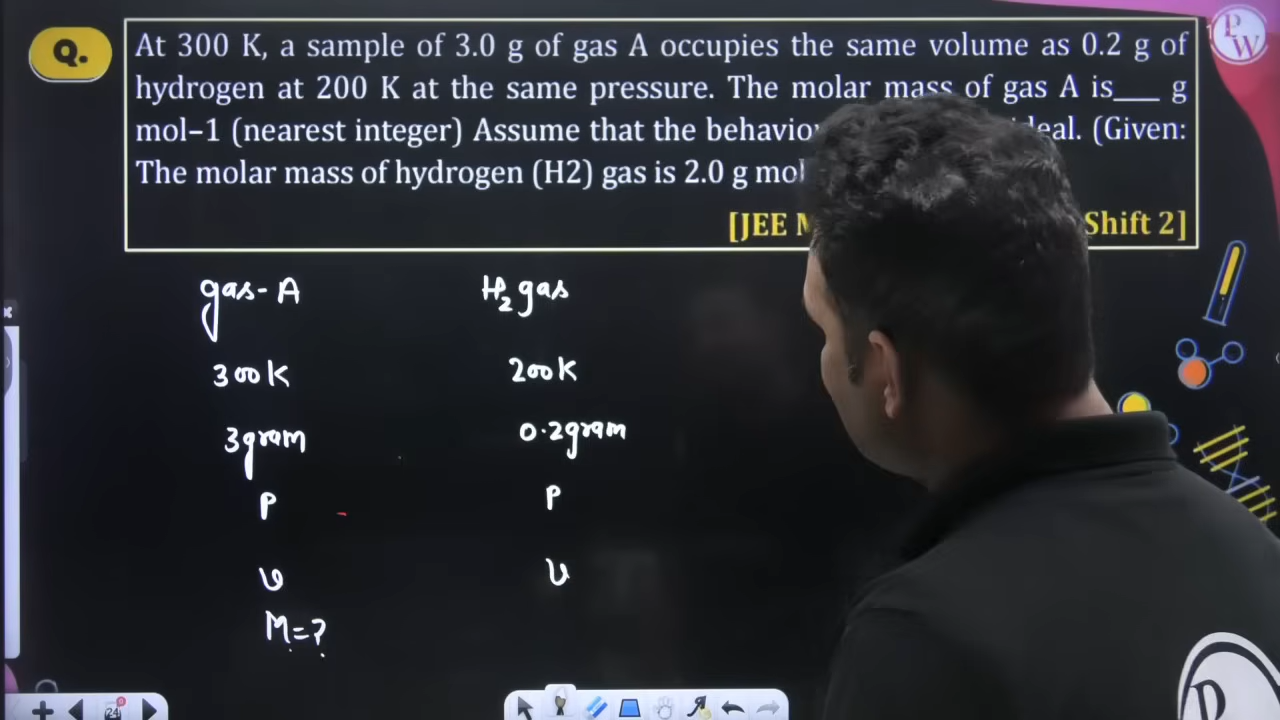 Q.
At 300 K, a sample of 3.0 g of gas A occupies the same volume as 0.2 g of
hydrogen at 200 K at the same pressure. The molar mass of gas A is___ g
mol–1 (nearest integer) Assume that the eal. (Given:
The molar mass of hydrogen (H2) gas is 2.0 g
[JEE Shift 2]
PW
gas-A H₂ gas
300K 200K
3gram 0.2gram
P P
V V
M=?
24